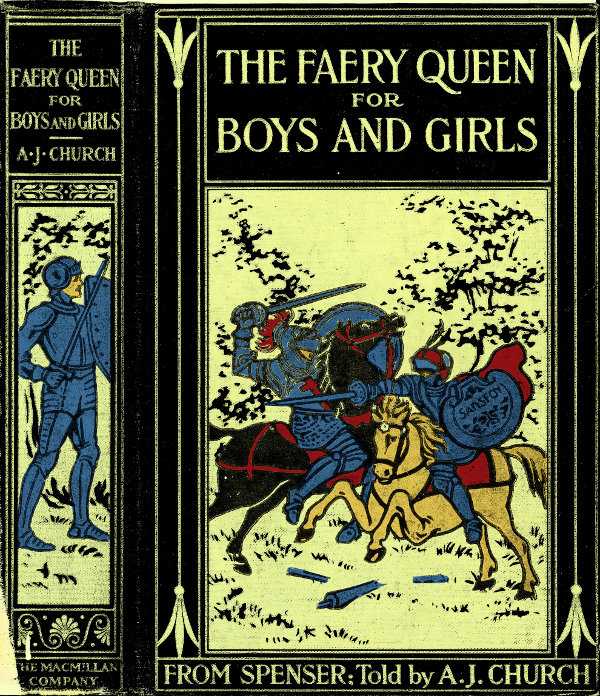 THE
FAERY QUEEN
FOR
BOYS AND GIRLS
A·J·CHURCH
THE MACMILLAN
COMPANY
THE FAERY QUEEN
FOR
BOYS AND GIRLS
SANSFOY
FROM SPENSER; Told by A.J. CHURCH